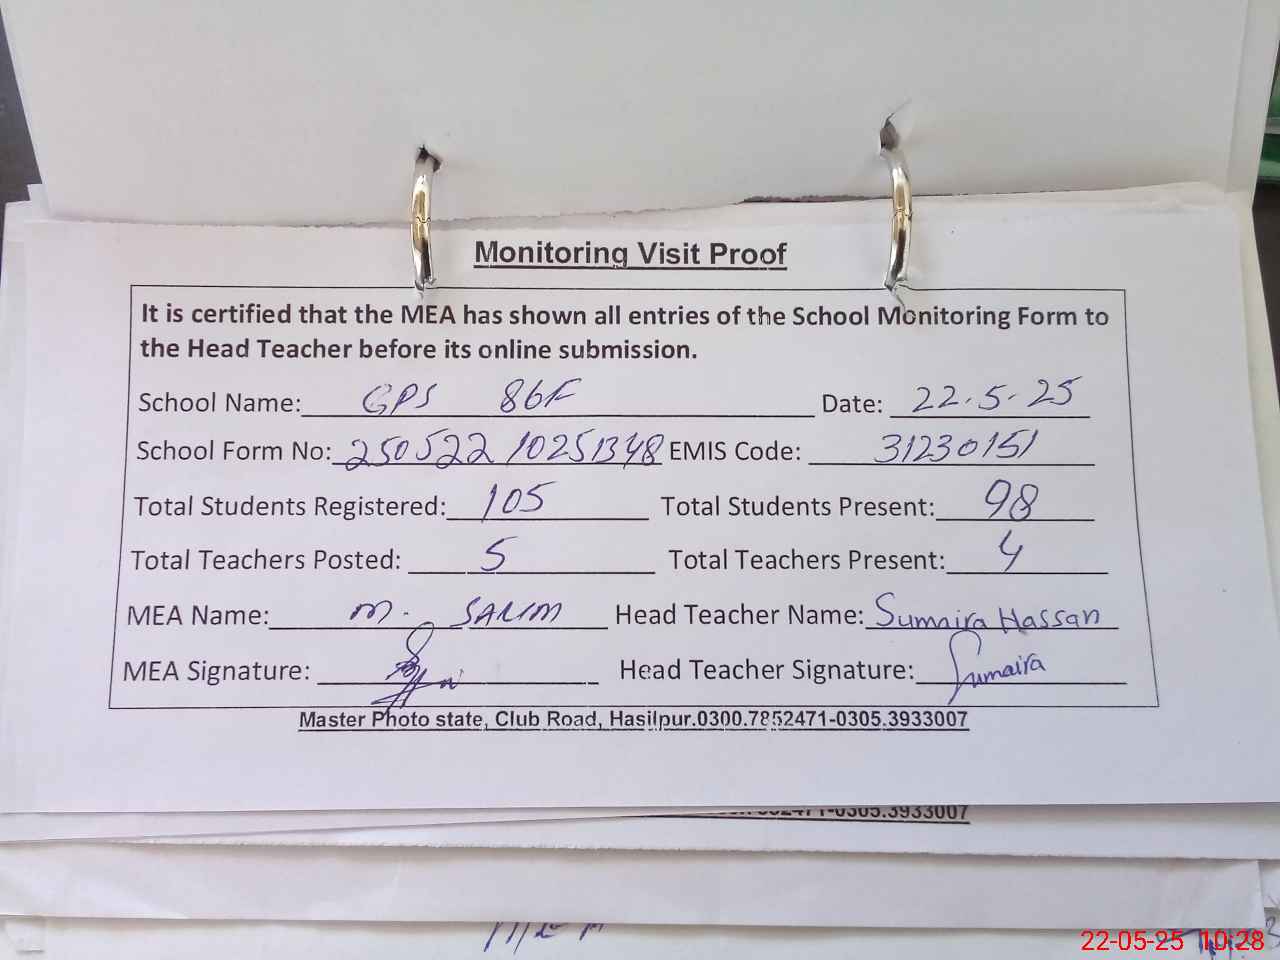 Monitoring Visit Proof
It is certified that the MEA has shown all entries of the School Monitoring Form to
the Head Teacher before its online submission.
School Name: GPS 86F Date: 22.5.25
School Form No: 250522 10251348 EMIS Code: 31230151
Total Students Registered: 105 Total Students Present: 98
Total Teachers Posted: 5 Total Teachers Present: 4
MEA Name: M. SALIM Head Teacher Name: Sumaira Hassan
MEA Signature: Head Teacher Signature: Sumaira
Master Photo state, Club Road, Hasilpur.0300.7852471-0305.3933007
-0305.3933007
22-05-25 10:28